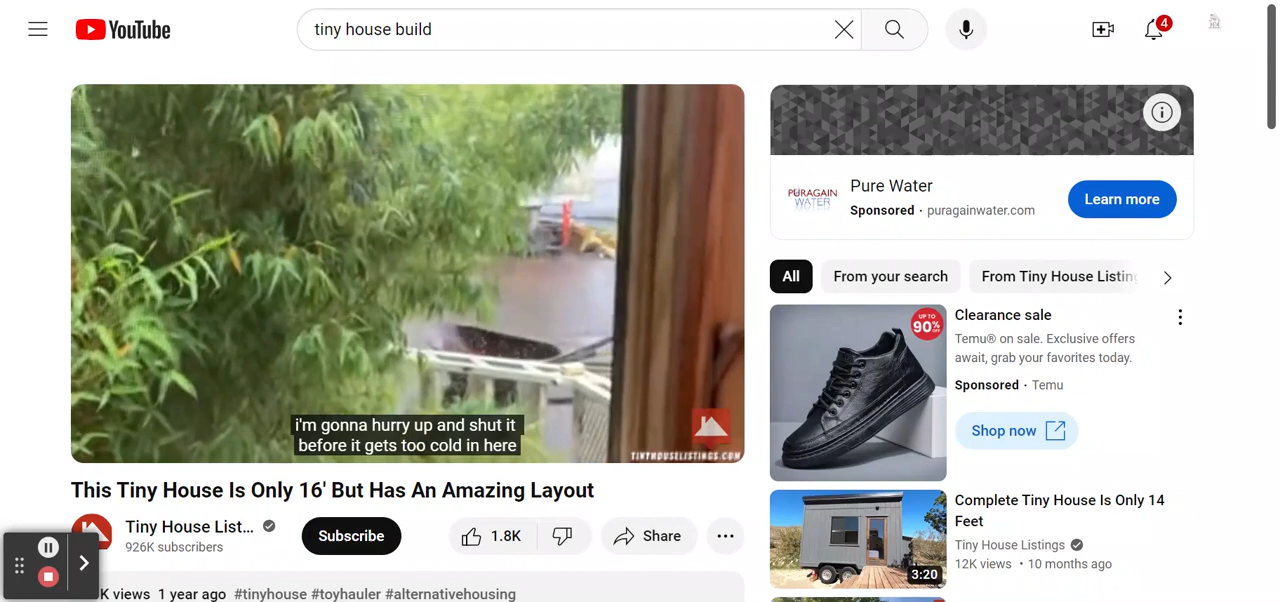 YouTube
tiny house build
4
i'm gonna hurry up and shut it
before it gets too cold in here
TINYHOUSELISTINGS.COM
This Tiny House Is Only 16' But Has An Amazing Layout
Tiny House List...
926K subscribers
Subscribe
1.8K
Share
K views 1 year ago #tinyhouse #toyhauler #alternativehousing
PURAGAIN
WATER
Pure Water
Sponsored · puragainwater.com
Learn more
All
From your search
From Tiny House Listing
UP TO
90%
OFF
Clearance sale
Temu® on sale. Exclusive offers
await, grab your favorites today.
Sponsored · Temu
Shop now
3:20
Complete Tiny House Is Only 14
Feet
Tiny House Listings
12K views · 10 months ago